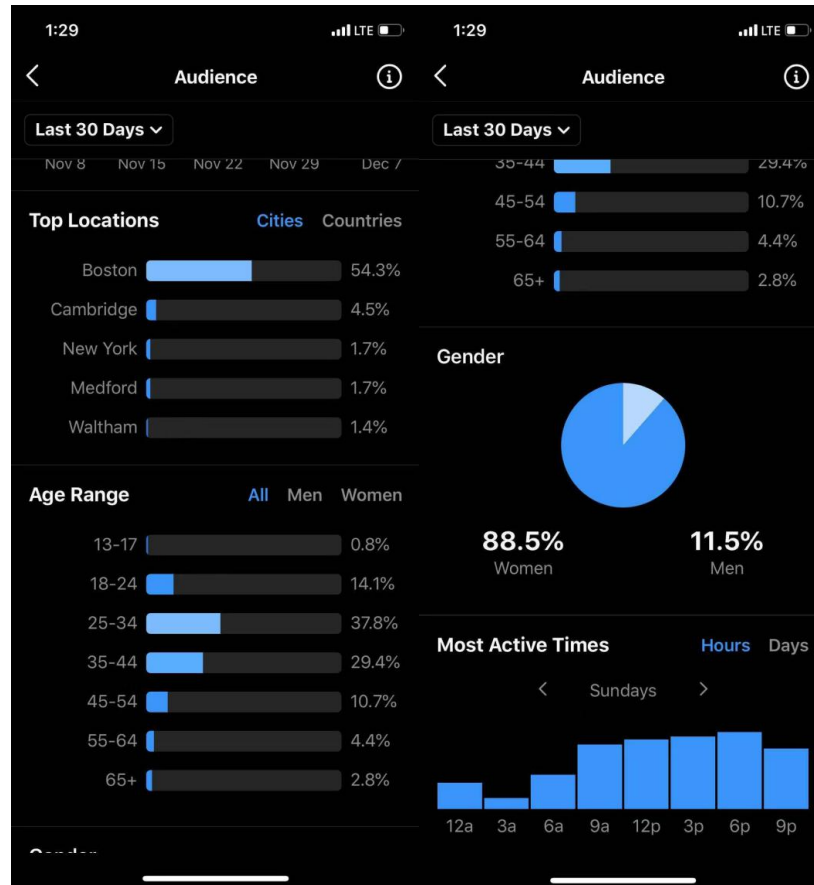 1:29 LTE
Audience
Last 30 Days
Nov 8 Nov 15 Nov 22 Nov 29 Dec 7
Top Locations Cities Countries
Boston 54.3%
Cambridge 4.5%
New York 1.7%
Medford 1.7%
Waltham 1.4%
Age Range All Men Women
13-17 0.8%
18-24 14.1%
25-34 37.8%
35-44 29.4%
45-54 10.7%
55-64 4.4%
65+ 2.8%
Gender
1:29 LTE
Audience
Last 30 Days
35-44 29.4%
45-54 10.7%
55-64 4.4%
65+ 2.8%
Gender
88.5% 11.5%
Women Men
Most Active Times Hours Days
Sundays
12a 3a 6a 9a 12p 3p 6p 9p